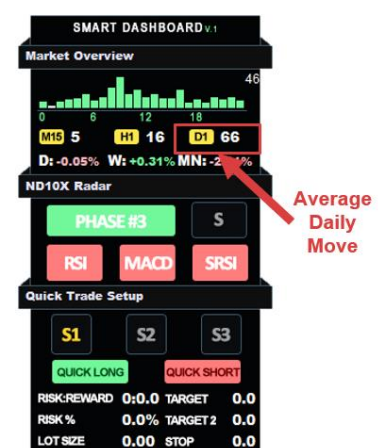 SMART DASHBOARD V.1
Market Overview
46
0 6 12 18
M15 5 H1 16 D1 66
D: -0.05% W: +0.31% MN: -2.
Average
Daily
Move
ND10X Radar
PHASE #3 S
RSI MACD SRSI
Quick Trade Setup
S1 S2 S3
QUICK LONG QUICK SHORT
RISK:REWARD 0:0.0 TARGET 0.0
RISK % 0.0% TARGET 2 0.0
LOT SIZE 0.00 STOP 0.0